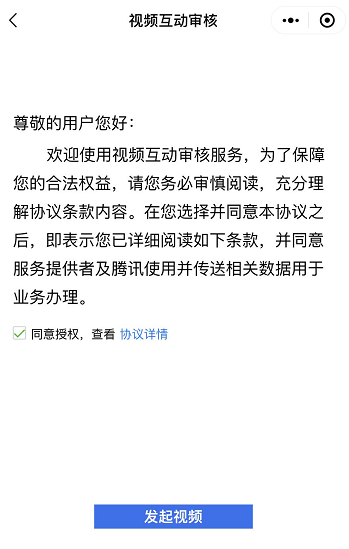 视频互动审核
尊敬的用户您好：
欢迎使用视频互动审核服务，为了保障
您的合法权益，请您务必审慎阅读，充分理
解协议条款内容。在您选择并同意本协议之
后，即表示您已详细阅读如下条款，并同意
服务提供者及腾讯使用并传送相关数据用于
业务办理。
同意授权，查看 协议详情
发起视频